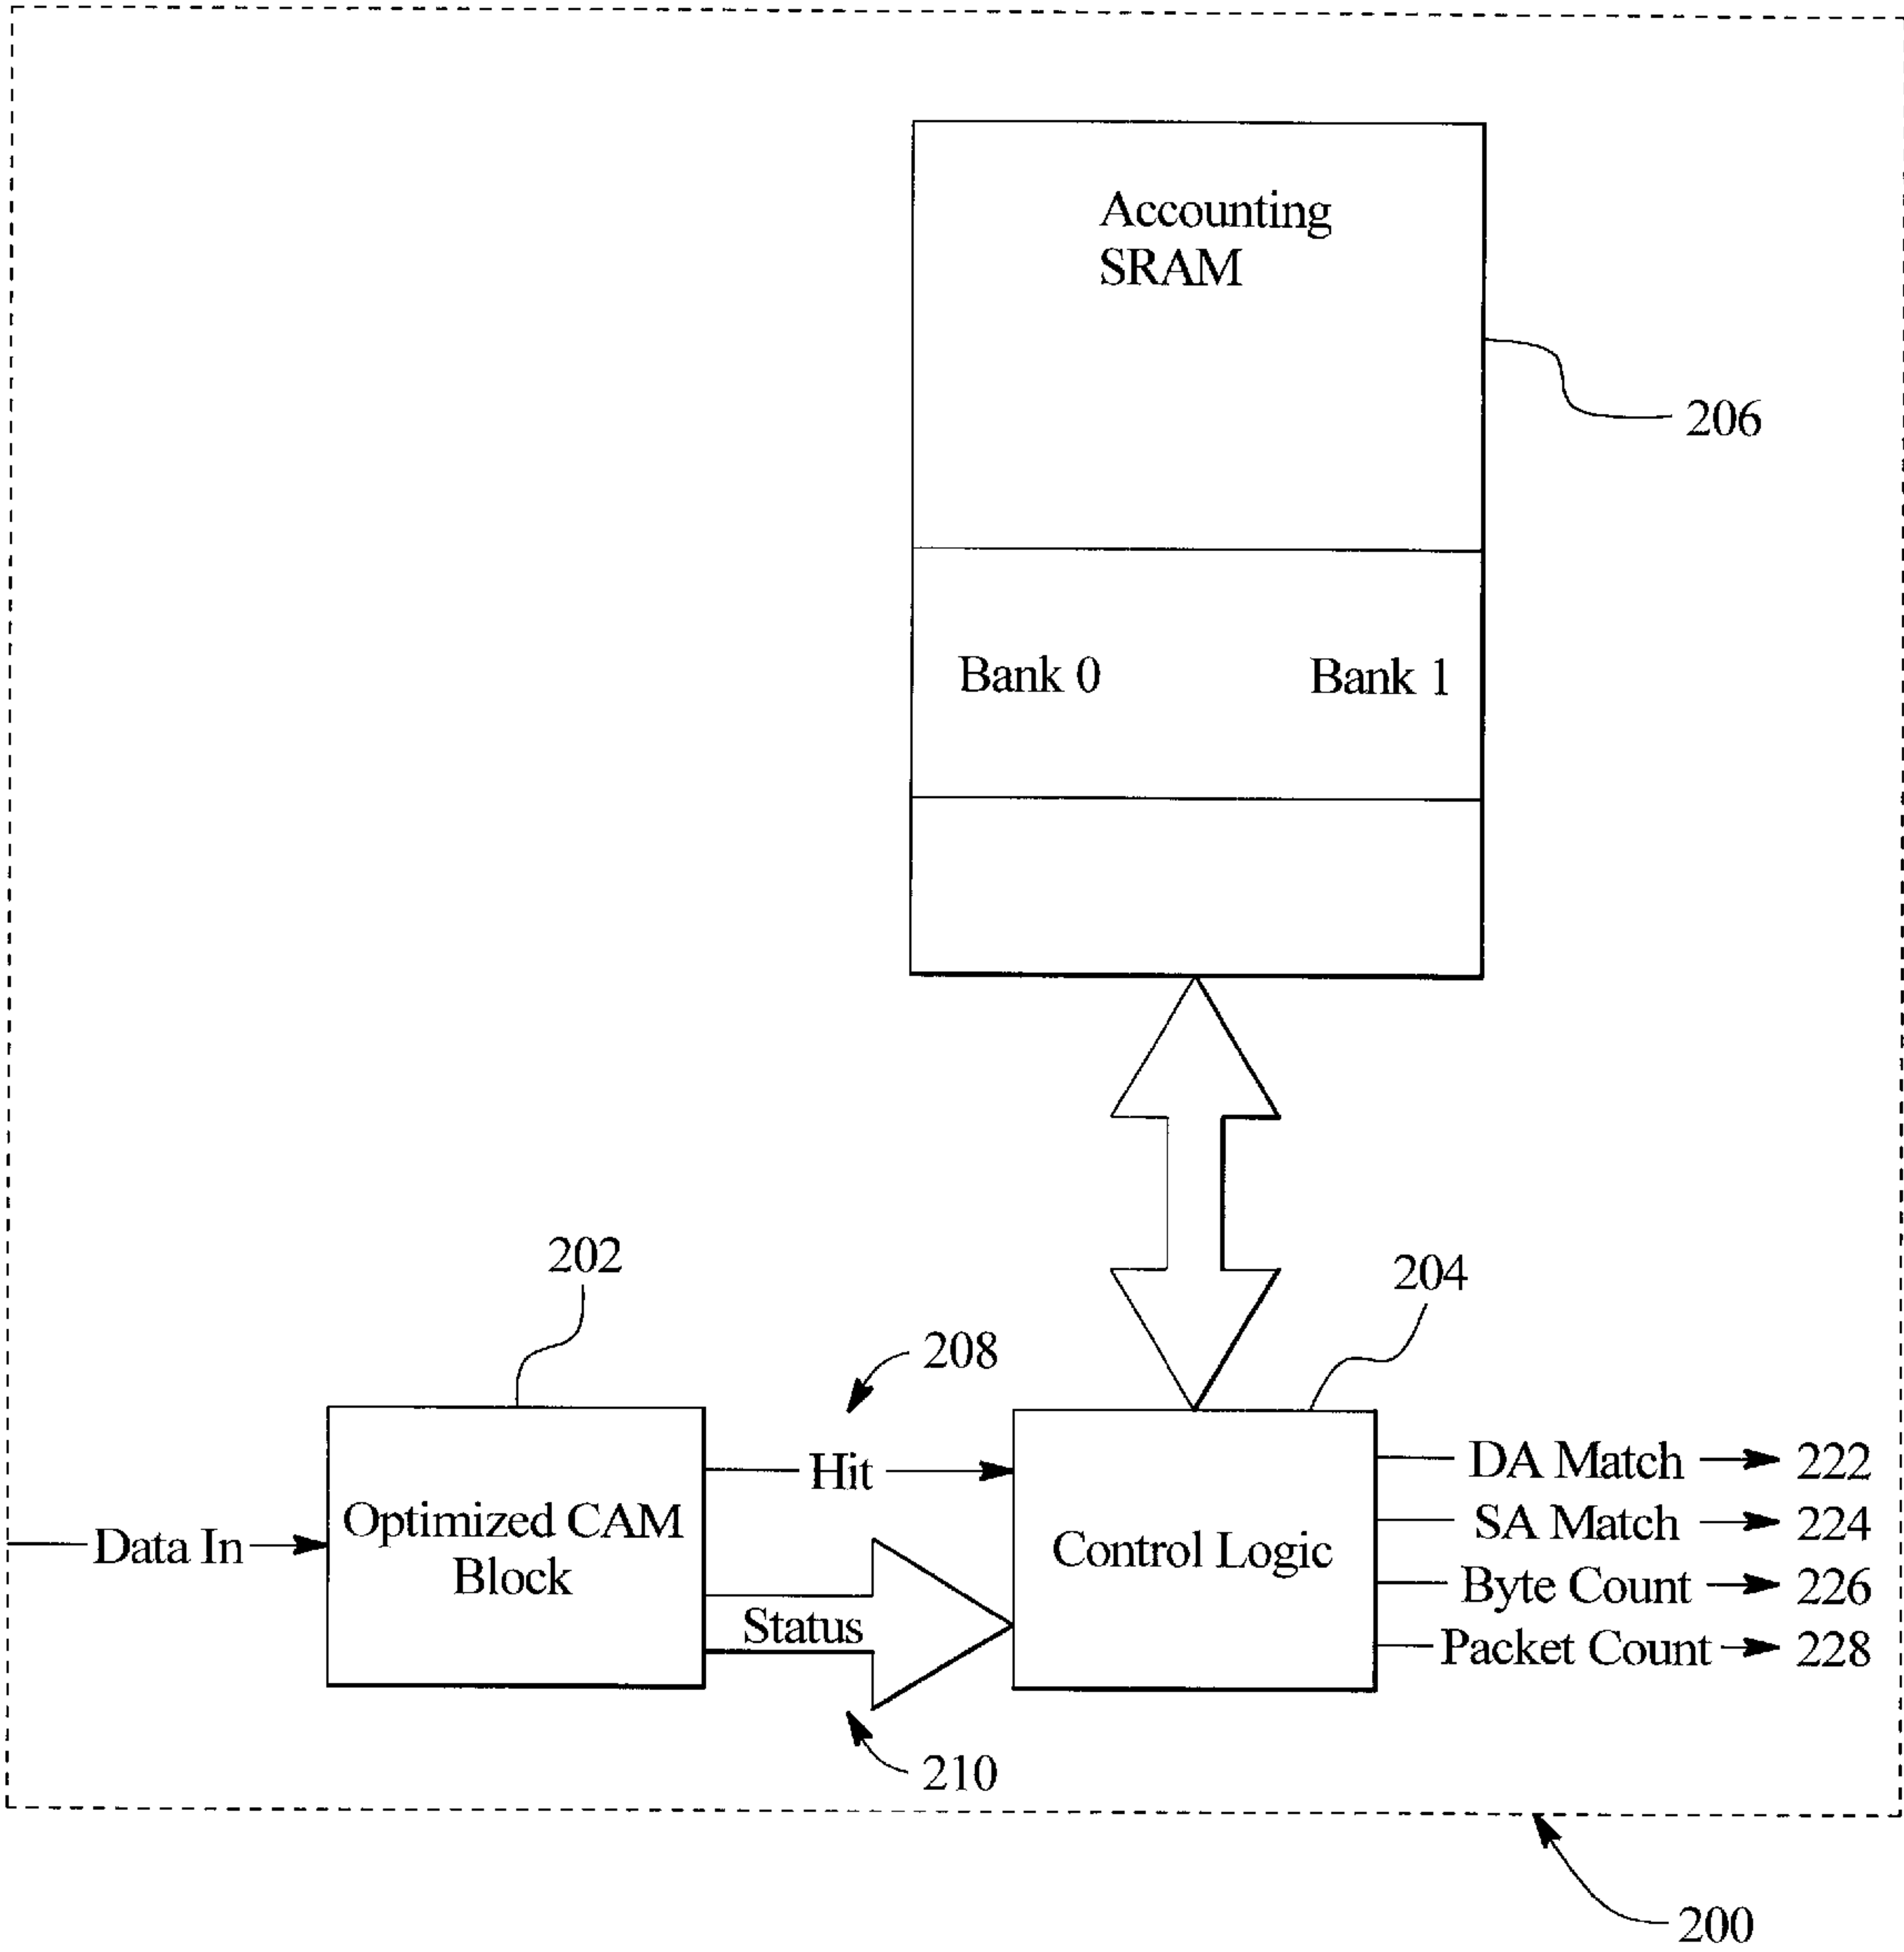 Accounting
SRAM
206
Bank 0 Bank 1
202
204
208
Hit
DA Match 222
SA Match 224
Data In
Optimized CAM
Block
Control Logic
Byte Count 226
Status
Packet Count 228
210
200